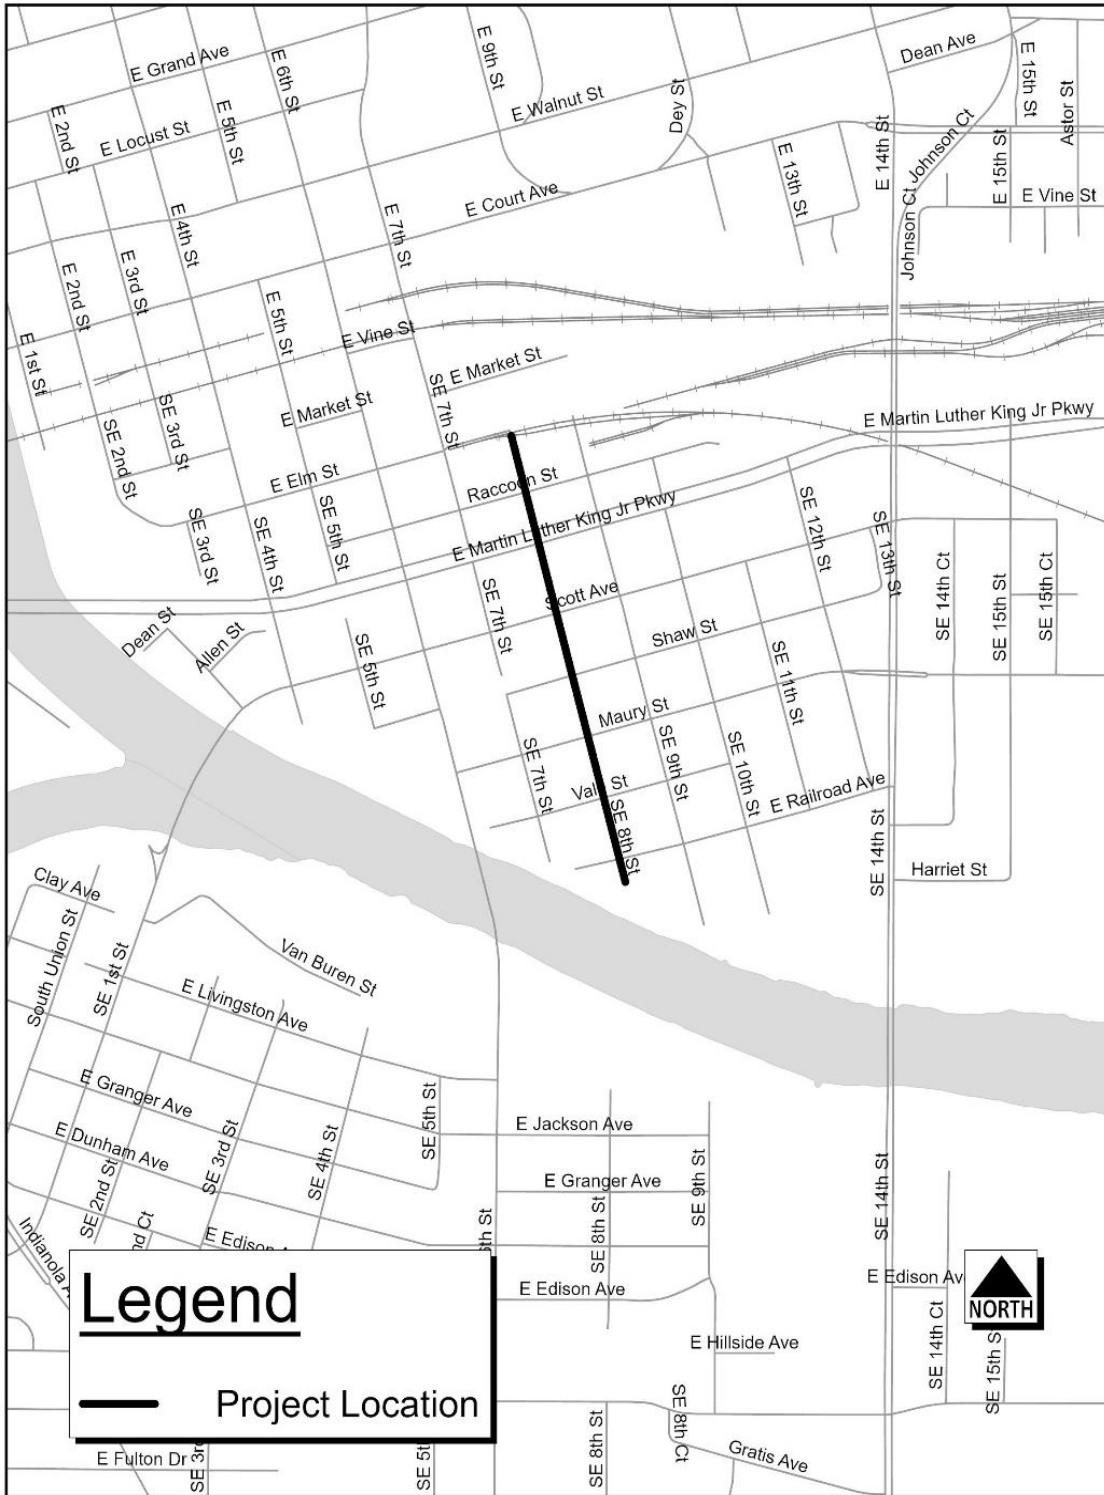 E Grand Ave
E 6th St
E 9th St
Dean Ave
E 15th St
E 2nd St
E Locust St
E 5th St
E Walnut St
Dey St
Astor St
E 14th St
Johnson Ct
E 15th St
E 13th St
E Court Ave
E Vine St
E 4th St
E 7th St
Johnson Ct
E 2nd St
E 3rd St
E 5th St
E 1st St
E Vine St
E Market St
SE 7th St
E Market St
E Martin Luther King Jr Pkwy
SE 3rd St
SE 2nd St
E Elm St
Raccoon St
E Martin Luther King Jr Pkwy
SE 12th St
SE 13th St
SE 3rd St
SE 4th St
SE 5th St
SE 7th St
Scott Ave
SE 14th Ct
SE 15th St
SE 15th Ct
Dean St
Allen St
SE 5th St
Shaw St
SE 11th St
Maury St
SE 7th St
SE 9th St
SE 10th St
St
SE 8th St
E Railroad Ave
SE 14th St
Harriet St
Clay Ave
South Union St
SE 1st St
Van Buren St
E Livingston Ave
E Granger Ave
SE 5th St
E Jackson Ave
E Dunham Ave
SE 3rd St
SE 4th St
SE 9th St
SE 14th St
E Granger Ave
SE 2nd St
SE 8th St
nd Ct
Indianola
E Edison
th St
E Edison Ave
E Edison Av
NORTH
Legend
Project Location
E Hillside Ave
SE 14th Ct
SE 15th S
SE 8th St
SE 8th Ct
Gratis Ave
E Fulton Dr
SE 3r
SE 5t